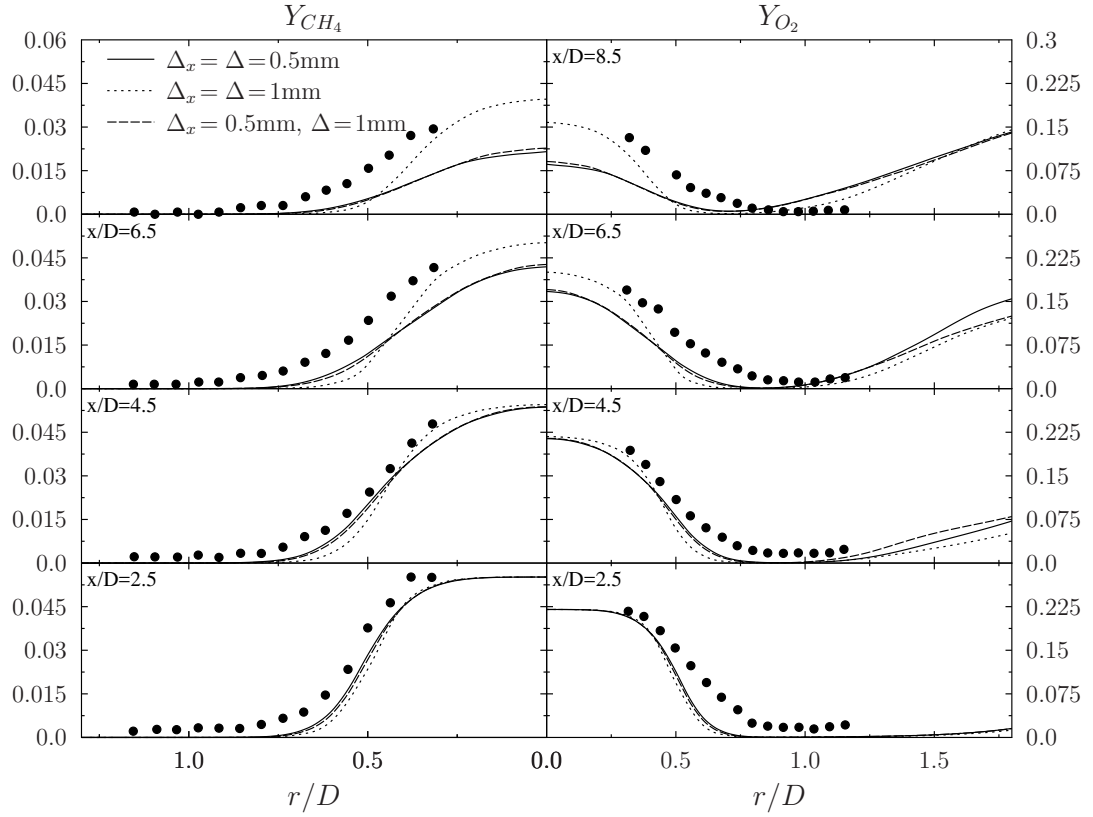 Y_{CH_4} Y_{O_2}
0.06 0.3
x/D=8.5
Δ_x = Δ = 0.5mm
0.045 0.225
Δ_x = Δ = 1mm
0.03 0.15
Δ_x = 0.5mm, Δ = 1mm
0.015 0.075
0.0 0.0
x/D=6.5 x/D=6.5
0.045 0.225
0.03 0.15
0.015 0.075
0.0 0.0
x/D=4.5 x/D=4.5
0.045 0.225
0.03 0.15
0.015 0.075
0.0 0.0
x/D=2.5 x/D=2.5
0.045 0.225
0.03 0.15
0.015 0.075
0.0 0.0
1.0 0.5 0.0 0.5 1.0 1.5
r/D r/D